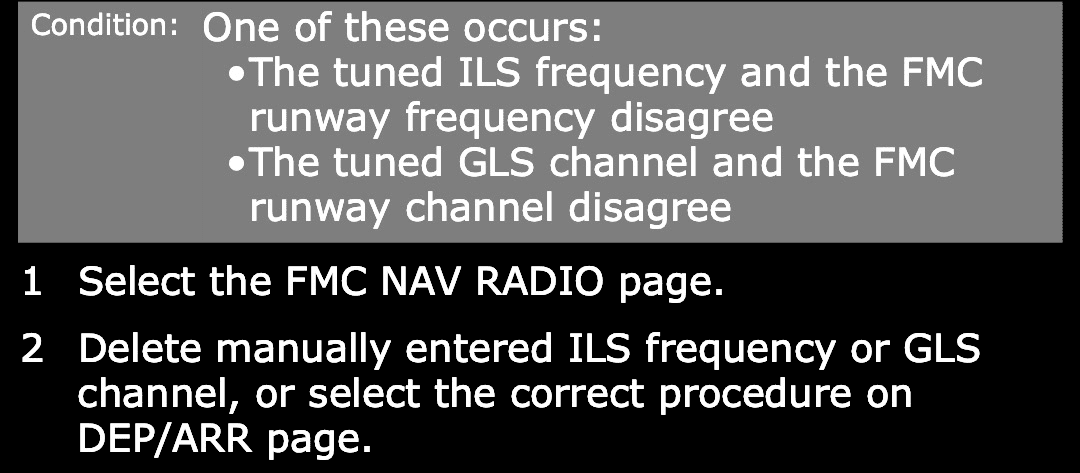 Condition: One of these occurs:
•The tuned ILS frequency and the FMC
runway frequency disagree
•The tuned GLS channel and the FMC
runway channel disagree
1 Select the FMC NAV RADIO page.
2 Delete manually entered ILS frequency or GLS
channel, or select the correct procedure on
DEP/ARR page.